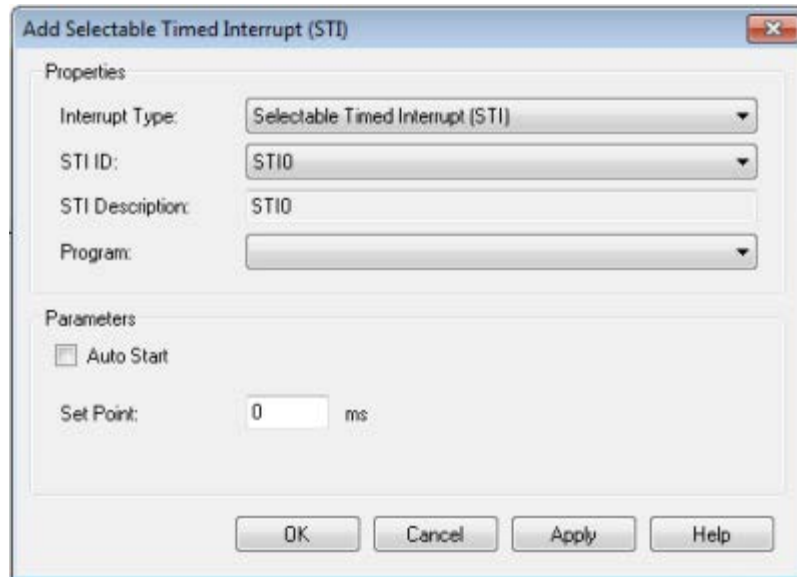 Add Selectable Timed Interrupt (STI)
Properties
Interrupt Type: Selectable Timed Interrupt (STI)
STI ID: STI0
STI Description: STI0
Program:
Parameters
Auto Start
Set Point: 0 ms
OK Cancel Apply Help